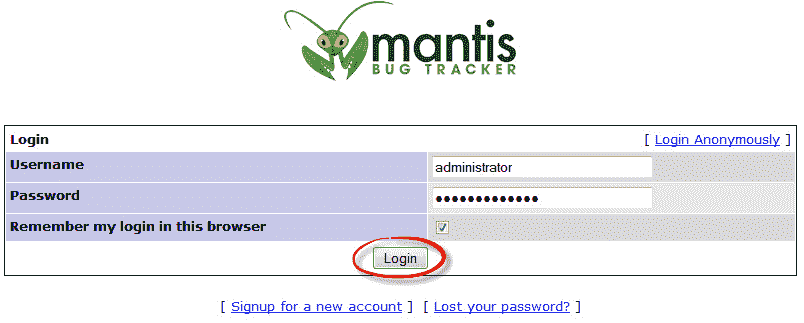 mantis
BUG TRACKER
Login [ Login Anonymously ]
Username administrator
Password •••••••••••••
Remember my login in this browser
Login
[ Signup for a new account ] [ Lost your password? ]